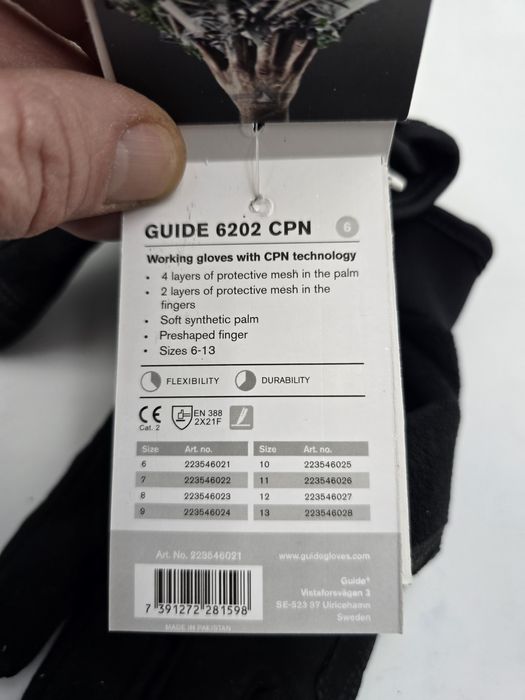 GUIDE 6202 CPN 6
Working gloves with CPN technology
• 4 layers of protective mesh in the palm
• 2 layers of protective mesh in the
fingers
• Soft synthetic palm
• Preshaped finger
• Sizes 6-13
FLEXIBILITY DURABILITY
CE EN 388
Cat. 2 2X21F
Size Art. no. Size Art. no.
6 223546021 10 223546025
7 223546022 11 223546026
8 223546023 12 223546027
9 223546024 13 223546028
Art. No. 223546021 www.guidegloves.com
Guide®
Vistaforsvägen 3
SE-523 37 Ulricehamn
Sweden
7 391272 281598
MADE IN PAKISTAN